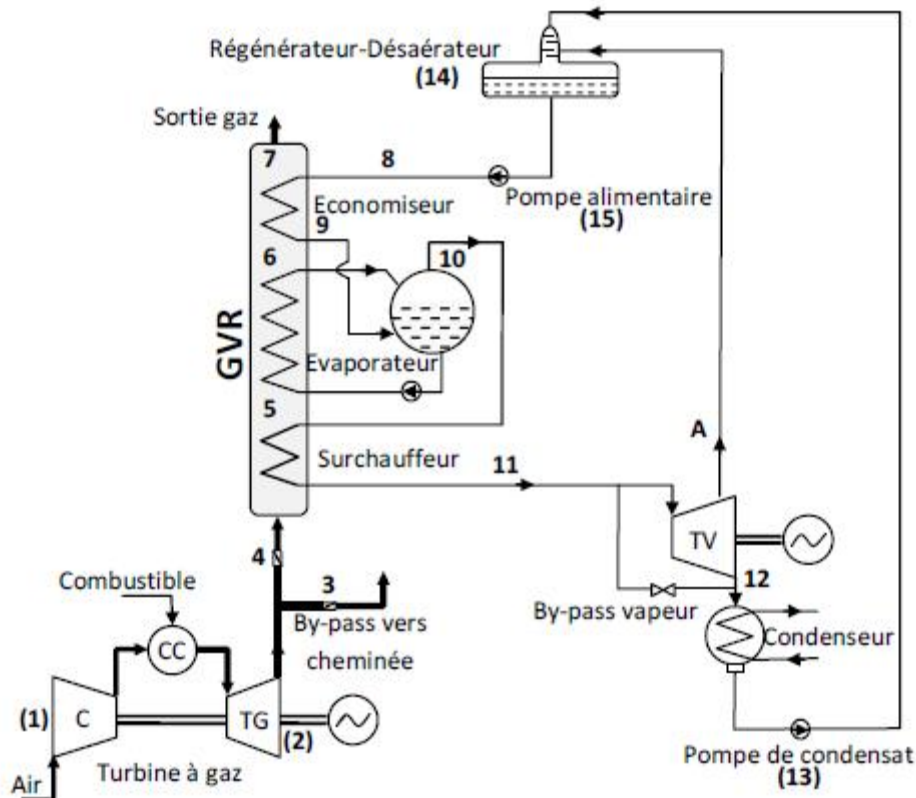 Régénérateur-Désaérateur
(14)
Sortie gaz
7
8
Pompe alimentaire
(15)
Economiseur
9
6
10
GVR
Evaporateur
5
A
Surchauffeur
11
TV
4
12
Combustible
3
By-pass vapeur
By-pass vers
cheminée
Condenseur
CC
(1)
C
TG
(2)
Pompe de condensat
(13)
Turbine à gaz
Air